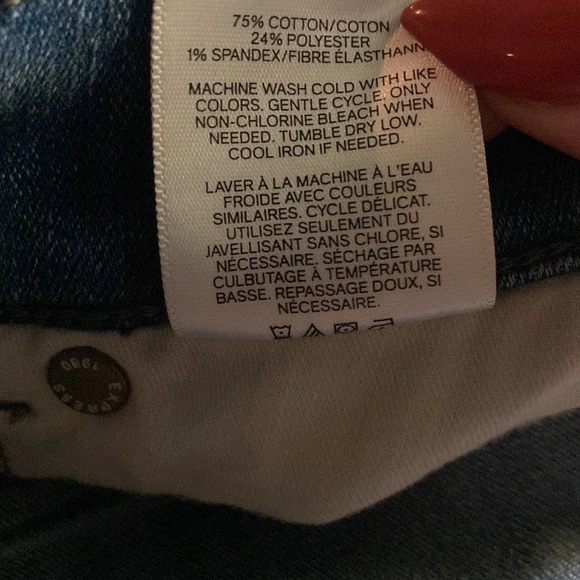 75% COTTON/COTON
24% POLYESTER
1% SPANDEX/FIBRE ÉLASTHANN
MACHINE WASH COLD WITH LIKE
COLORS. GENTLE CYCLE. ONLY
NON-CHLORINE BLEACH WHEN
NEEDED. TUMBLE DRY LOW.
COOL IRON IF NEEDED.
LAVER À LA MACHINE À L'EAU
FROIDE AVEC COULEURS
SIMILAIRES. CYCLE DÉLICAT.
UTILISEZ SEULEMENT DU
JAVELLISANT SANS CHLORE, SI
NÉCESSAIRE. SÉCHAGE PAR
CULBUTAGE À TEMPÉRATURE
BASSE. REPASSAGE DOUX, SI
NÉCESSAIRE.
EXPRESS
1980